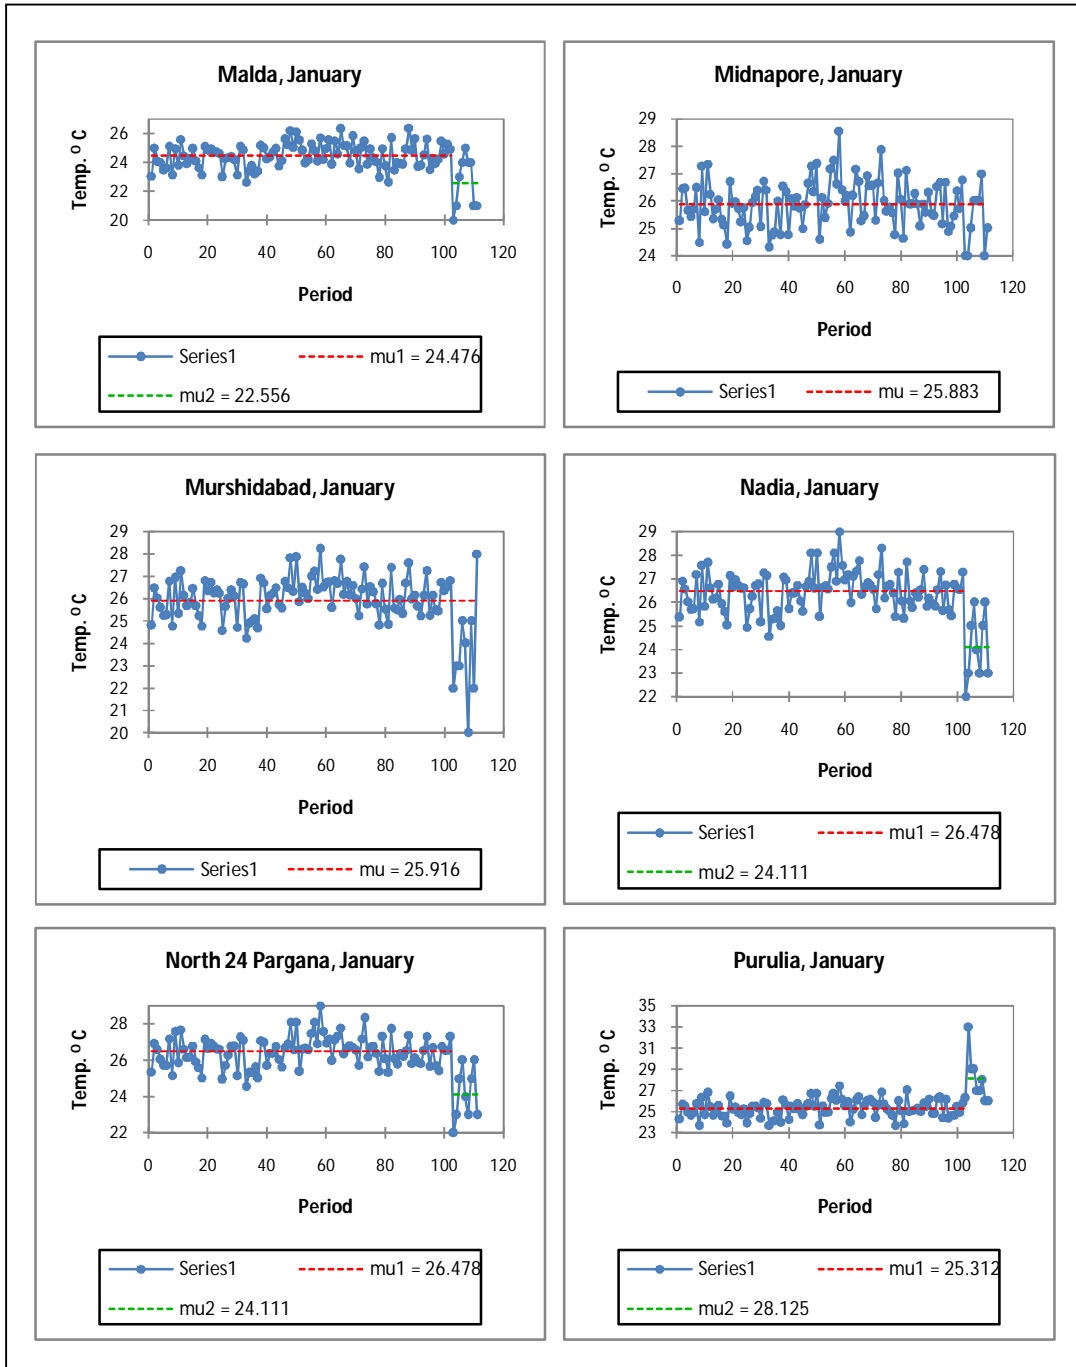 Malda, January
Temp. ⁰ C
26
24
22
20
0 20 40 60 80 100 120
Period
Series1 mu1 = 24.476
mu2 = 22.556
Midnapore, January
Temp. ⁰ C
29
28
27
26
25
24
0 20 40 60 80 100 120
Period
Series1 mu = 25.883
Murshidabad, January
Temp. ⁰ C
29
28
27
26
25
24
23
22
21
20
0 20 40 60 80 100 120
Period
Series1 mu = 25.916
Nadia, January
Temp. ⁰ C
29
28
27
26
25
24
23
22
0 20 40 60 80 100 120
Period
Series1 mu1 = 26.478
mu2 = 24.111
North 24 Pargana, January
Temp. ⁰ C
28
26
24
22
0 20 40 60 80 100 120
Period
Series1 mu1 = 26.478
mu2 = 24.111
Purulia, January
Temp. ⁰ C
35
33
31
29
27
25
23
0 20 40 60 80 100 120
Period
Series1 mu1 = 25.312
mu2 = 28.125